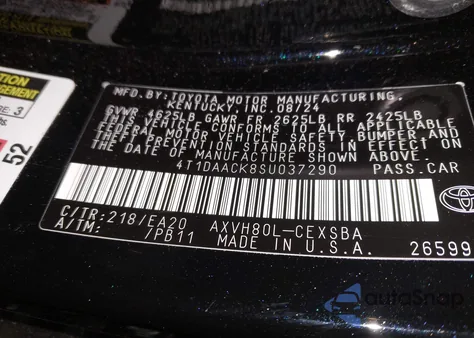 MFD.BY: TOYOTA MOTOR MANUFACTURING,
KENTUCKY, INC. 08/24
GVWR 4625LB GAWR FR 2625LB RR 2425LB
THIS VEHICLE CONFORMS TO ALL APPLICABLE
FEDERAL MOTOR VEHICLE SAFETY, BUMPER AND
THEFT PREVENTION STANDARDS IN EFFECT ON
THE DATE OF MANUFACTURE SHOWN ABOVE.
4T1DAACK8SU037290 PASS.CAR
C/TR:218/EA20 AXVH80L-CEXSBA
A/TM: /PB11 MADE IN U.S.A. 26599
3
52
autoSnap